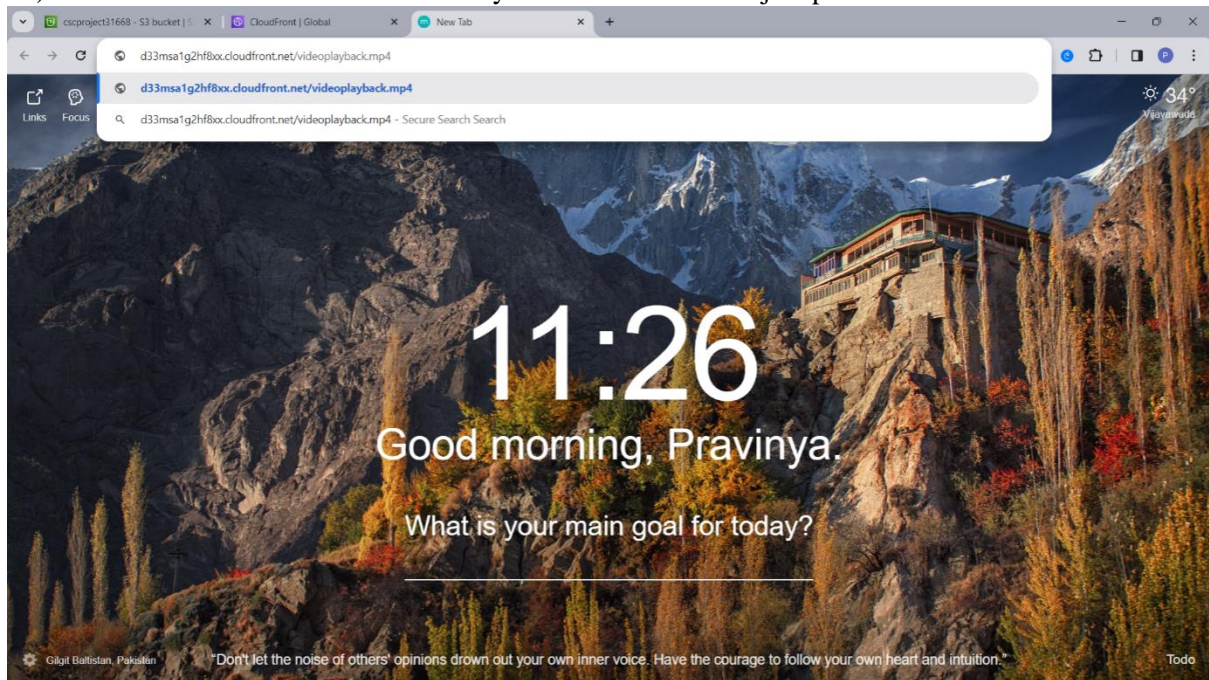 cscproject31668 - S3 bucket | S
CloudFront | Global
New Tab
d33msa1g2hf8xx.cloudfront.net/videoplayback.mp4
P
d33msa1g2hf8xx.cloudfront.net/videoplayback.mp4
d33msa1g2hf8xx.cloudfront.net/videoplayback.mp4 - Secure Search Search
Links
Focus
34°
Vijayawada
11:26
Good morning, Pravinya.
What is your main goal for today?
Gilgit Baltistan, Pakistan
"Don't let the noise of others' opinions drown out your own inner voice. Have the courage to follow your own heart and intuition."
Todo